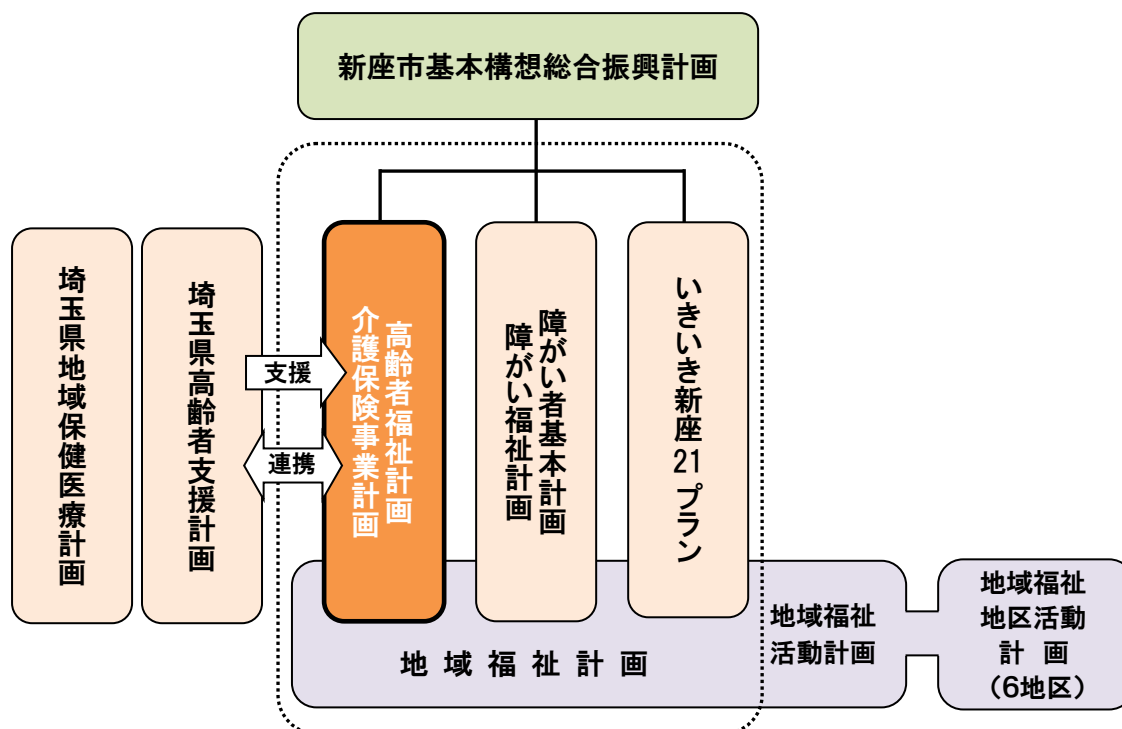 新座市基本構想総合振興計画
埼玉県地域保健医療計画
埼玉県高齢者支援計画
支援
連携
高齢者福祉計画
介護保険事業計画
障がい者基本計画
障がい福祉計画
いきいき新座21プラン
地域福祉計画
地域福祉
活動計画
地域福祉
地区活動
計画
（6地区）